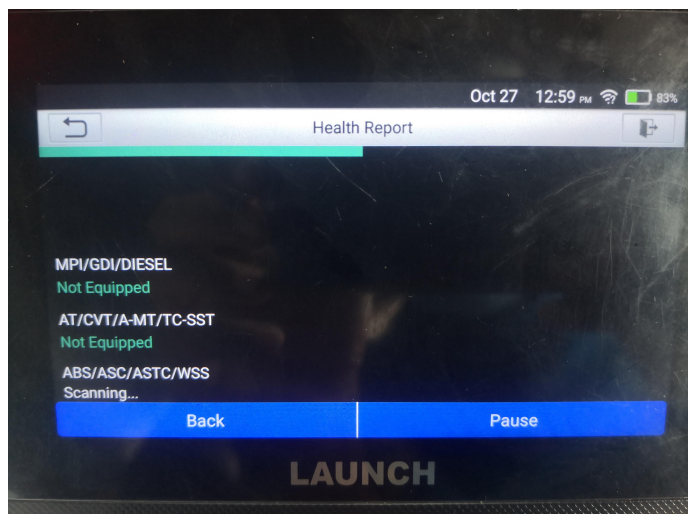 Oct 27 12:59 PM 83%
Health Report
MPI/GDI/DIESEL
Not Equipped
AT/CVT/A-MT/TC-SST
Not Equipped
ABS/ASC/ASTC/WSS
Scanning...
Back Pause
LAUNCH